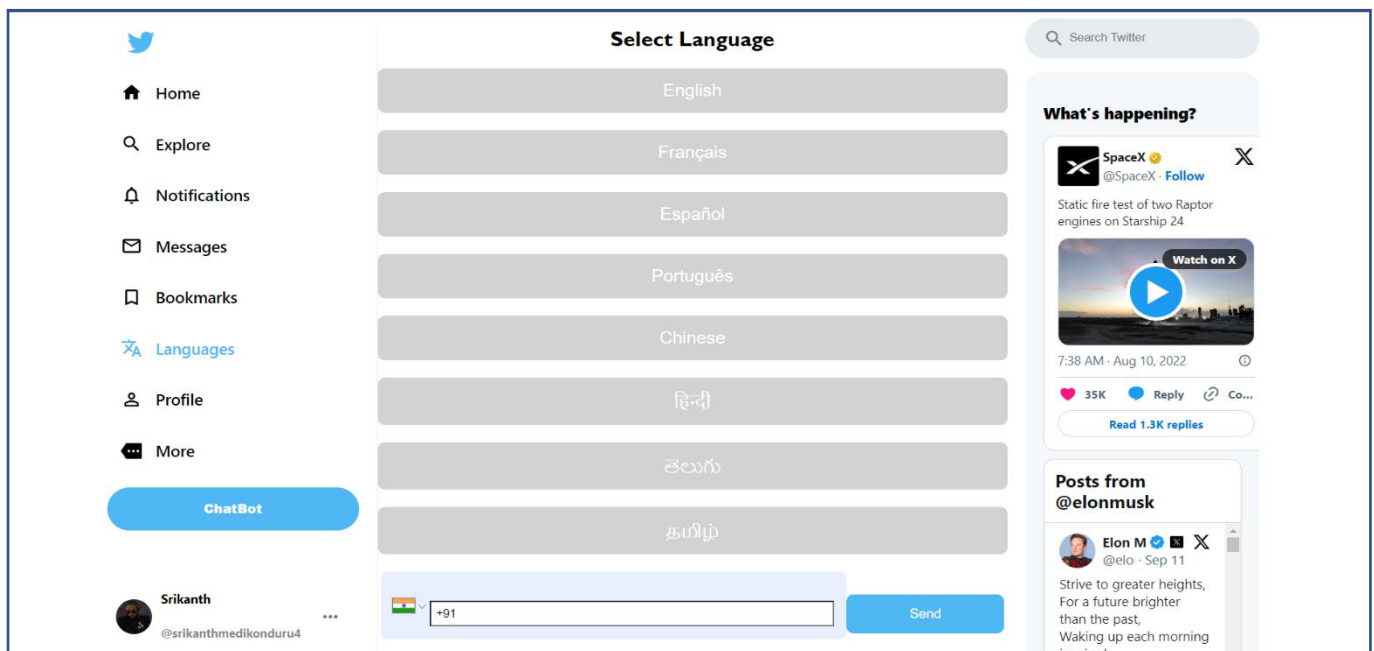 Home
Explore
Notifications
Messages
Bookmarks
Languages
Profile
More
ChatBot
Srikanth
@srikanthmedikonduru4
Select Language
English
Français
Español
Português
Chinese
हिन्दी
తెలుగు
தமிழ்
+91
Send
Search Twitter
What's happening?
SpaceX
@SpaceX · Follow
Static fire test of two Raptor
engines on Starship 24
Watch on X
7:38 AM · Aug 10, 2022
35K Reply Co...
Read 1.3K replies
Posts from
@elonmusk
Elon M
@elo · Sep 11
Strive to greater heights,
For a future brighter
than the past,
Waking up each morning